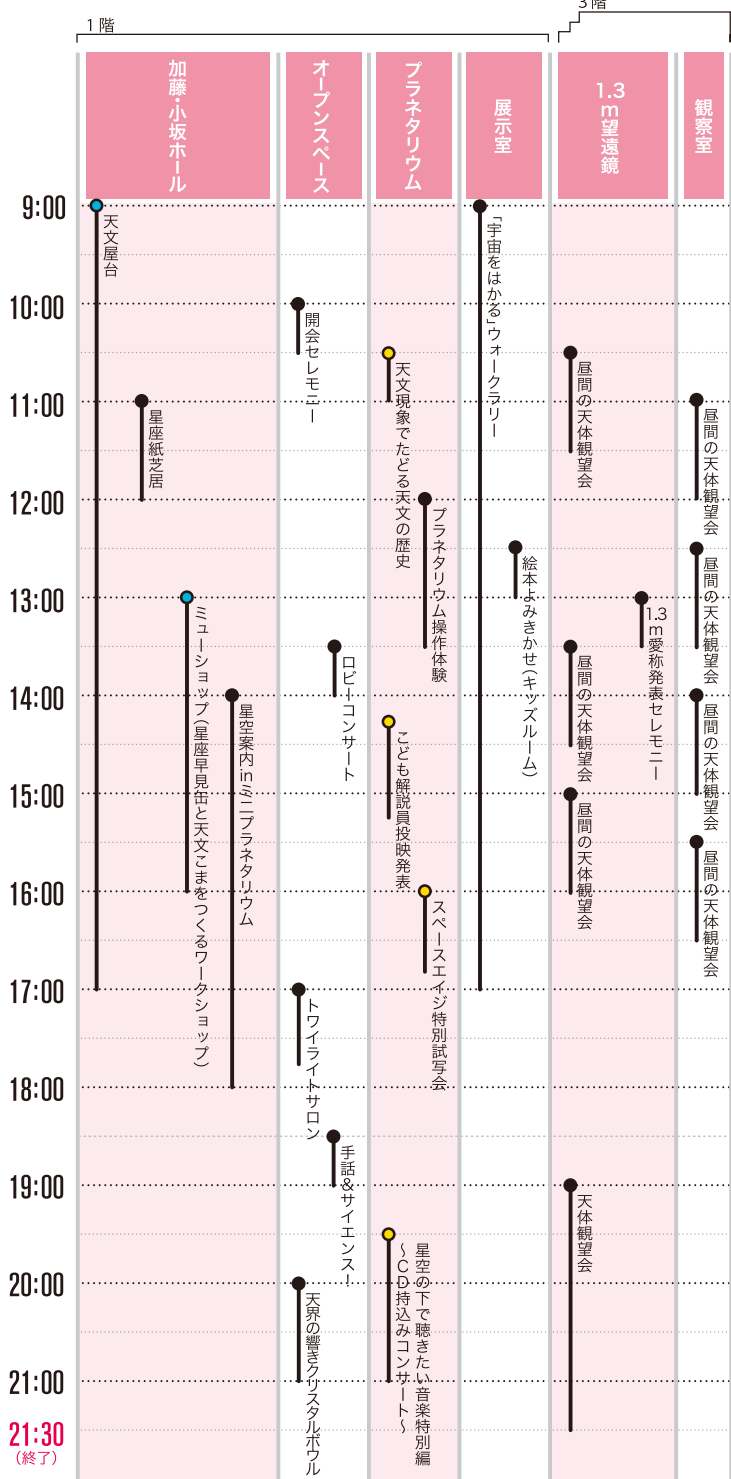 1階
3階
加藤・小坂ホール
オープンスペース
プラネタリウム
展示室
1.3m望遠鏡
観察室
9:00
10:00
11:00
12:00
13:00
14:00
15:00
16:00
17:00
18:00
19:00
20:00
21:00
21:30
(終了)
天文屋台
星座紙芝居
ミューショップ(星座早見缶と天文こまをつくるワークショップ)
星空案内inミニプラネタリウム
開会セレモニー
ロビーコンサート
トワイライトサロン
手話&サイエンス!
天界の響きクリスタルボウル
天文現象でたどる天文の歴史
プラネタリウム操作体験
こども解説員投映発表
スペースエイジ特別試写会
星空の下で聴きたい音楽特別編
～CD持込みコンサート～
「宇宙をはかる」ウォークラリー
絵本よみきかせ(キッズルーム)
昼間の天体観望会
1.3m愛称発表セレモニー
昼間の天体観望会
昼間の天体観望会
天体観望会
昼間の天体観望会
昼間の天体観望会
昼間の天体観望会
昼間の天体観望会